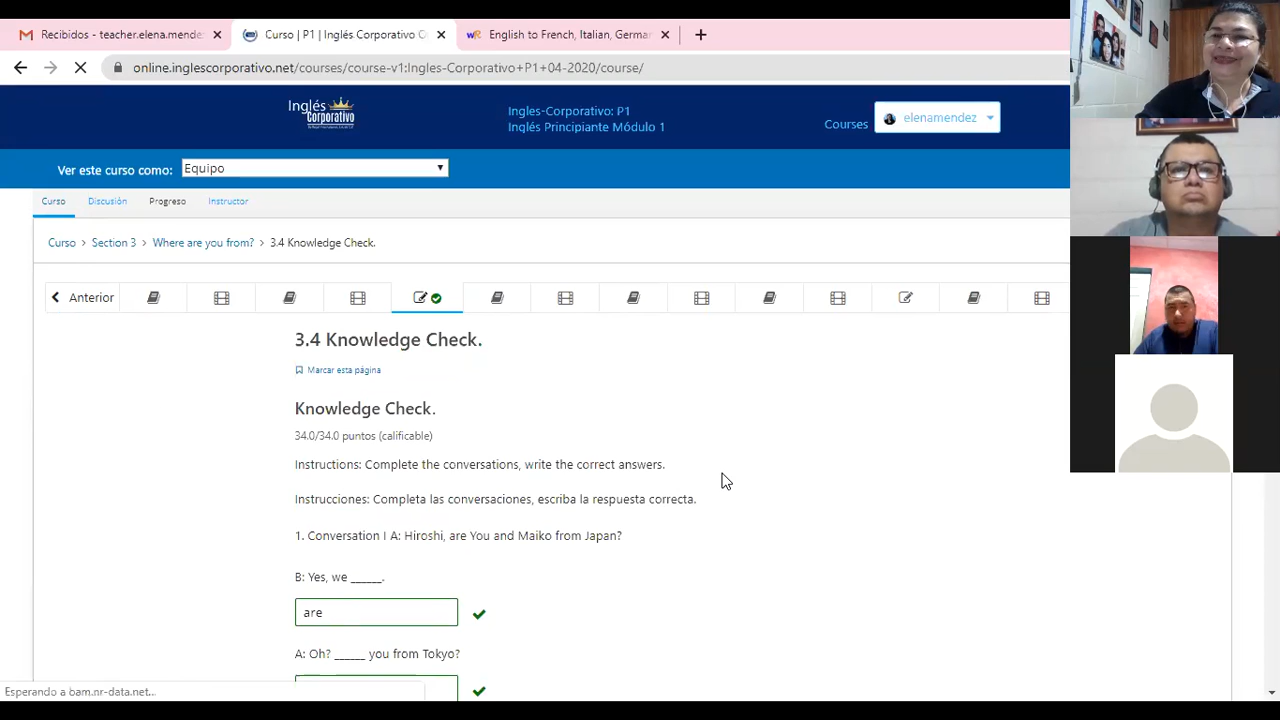 Recibidos - teacher.elena.mende
Curso | P1 | Inglés Corporativo C
English to French, Italian, Germar
online.inglescorporativo.net/courses/course-v1:Ingles-Corporativo+P1+04-2020/course/
Inglés
Corporativo
Ingles-Corporativo: P1
Inglés Principiante Módulo 1
Courses
elenamendez
Ver este curso como:
Equipo
Curso
Discusión
Progreso
Instructor
Curso > Section 3 > Where are you from? > 3.4 Knowledge Check.
Anterior
3.4 Knowledge Check.
Marcar esta página
Knowledge Check.
34.0/34.0 puntos (calificable)
Instructions: Complete the conversations, write the correct answers.
Instrucciones: Completa las conversaciones, escriba la respuesta correcta.
1. Conversation I A: Hiroshi, are You and Maiko from Japan?
B: Yes, we ______.
are
A: Oh? ______ you from Tokyo?
Esperando a bam.nr-data.net...